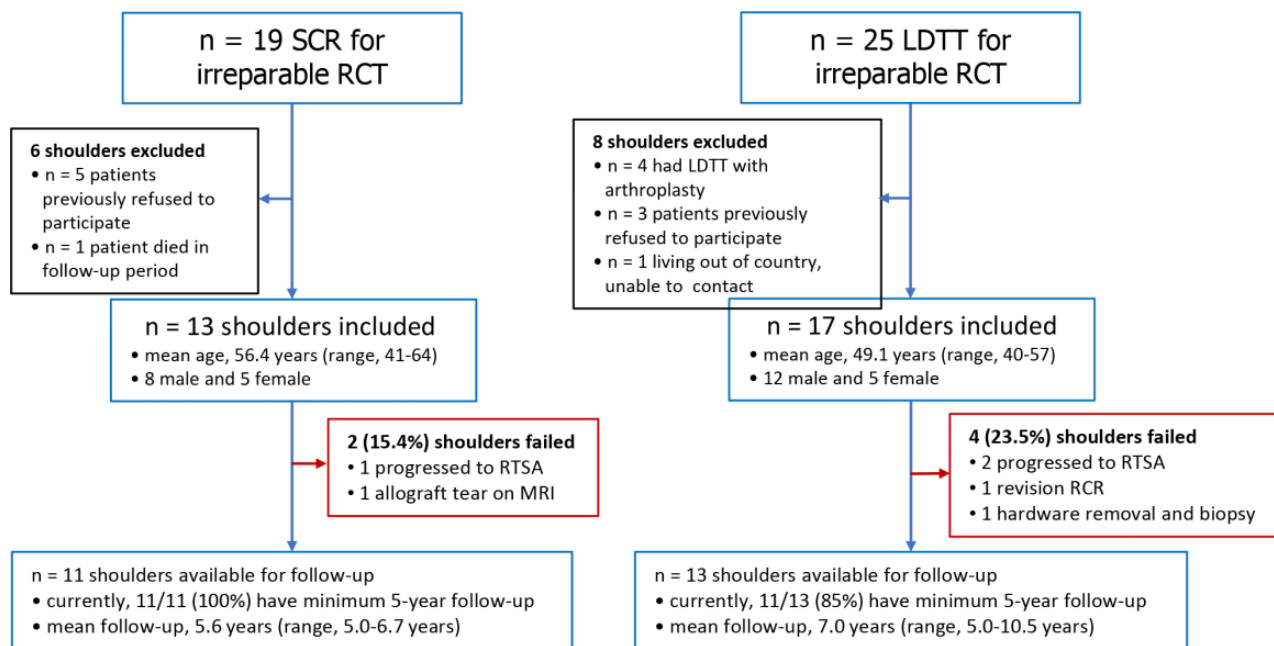 n = 19 SCR for
irreparable RCT
6 shoulders excluded
• n = 5 patients
previously refused to
participate
• n = 1 patient died in
follow-up period
n = 13 shoulders included
• mean age, 56.4 years (range, 41-64)
• 8 male and 5 female
2 (15.4%) shoulders failed
• 1 progressed to RTSA
• 1 allograft tear on MRI
n = 11 shoulders available for follow-up
• currently, 11/11 (100%) have minimum 5-year follow-up
• mean follow-up, 5.6 years (range, 5.0-6.7 years)
n = 25 LDTT for
irreparable RCT
8 shoulders excluded
• n = 4 had LDTT with
arthroplasty
• n = 3 patients previously
refused to participate
• n = 1 living out of country,
unable to contact
n = 17 shoulders included
• mean age, 49.1 years (range, 40-57)
• 12 male and 5 female
4 (23.5%) shoulders failed
• 2 progressed to RTSA
• 1 revision RCR
• 1 hardware removal and biopsy
n = 13 shoulders available for follow-up
• currently, 11/13 (85%) have minimum 5-year follow-up
• mean follow-up, 7.0 years (range, 5.0-10.5 years)